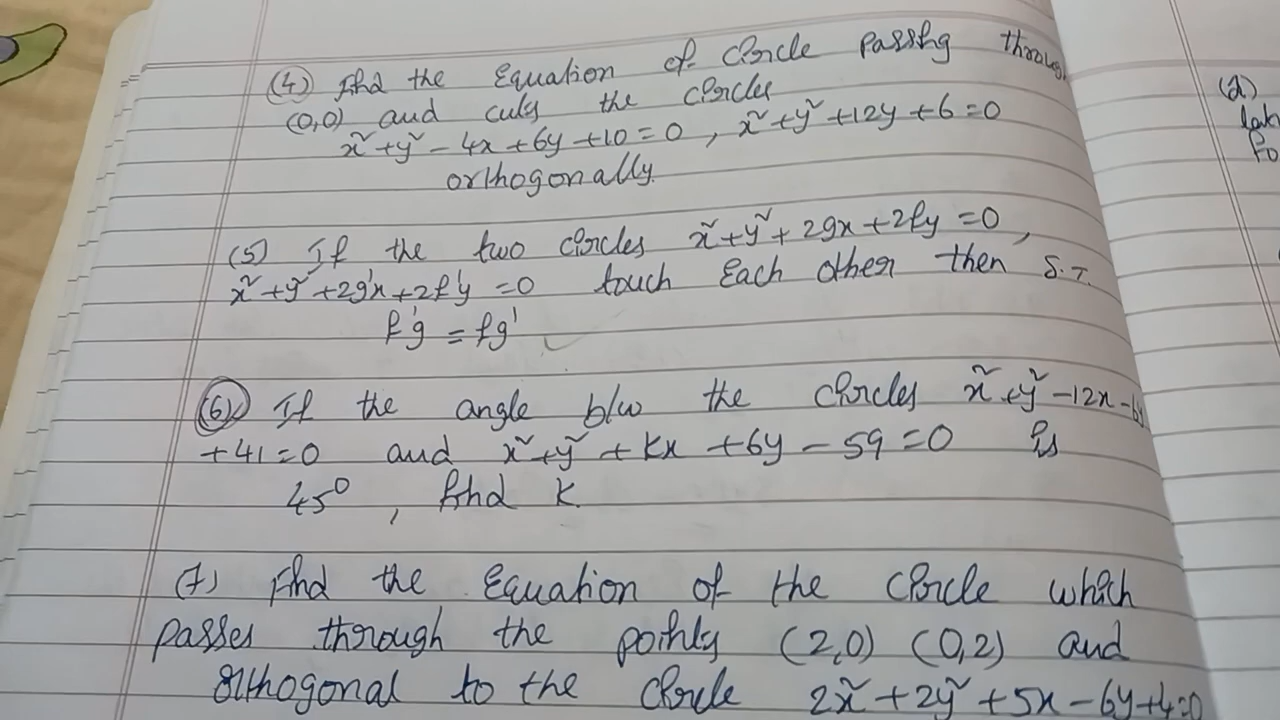 (4) Find the Equation of Circle passing through
(0,0) and cuts the circles
x²+y² - 4x + 6y + 10 = 0 , x² + y² + 12y + 6 = 0
orthogonally.
(5) If the two circles x² + y² + 2gx + 2fy = 0 ,
x² + y² + 2g'x + 2f'y = 0 touch Each other then S.T.
f'g = fg'
(6) If the angle b/w the circles x² + y² - 12x - 6y
+ 41 = 0 and x² + y² + kx + 6y - 59 = 0 is
45° , find k.
(7) Find the Equation of the Circle which
passes through the points (2,0) (0,2) and
orthogonal to the circle 2x² + 2y² + 5x - 6y + 4 = 0
(2)